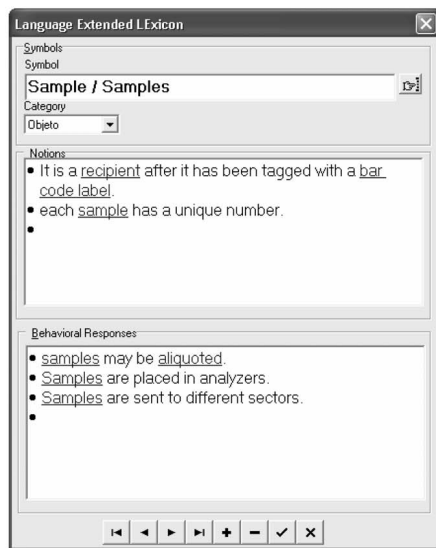 Language Extended LExicon
Symbols
Symbol
Sample / Samples
Category
Objeto
Notions
• It is a recipient after it has been tagged with a bar
code label.
• each sample has a unique number.
•
Behavioral Responses
• samples may be aliquoted.
• Samples are placed in analyzers.
• Samples are sent to different sectors.
•